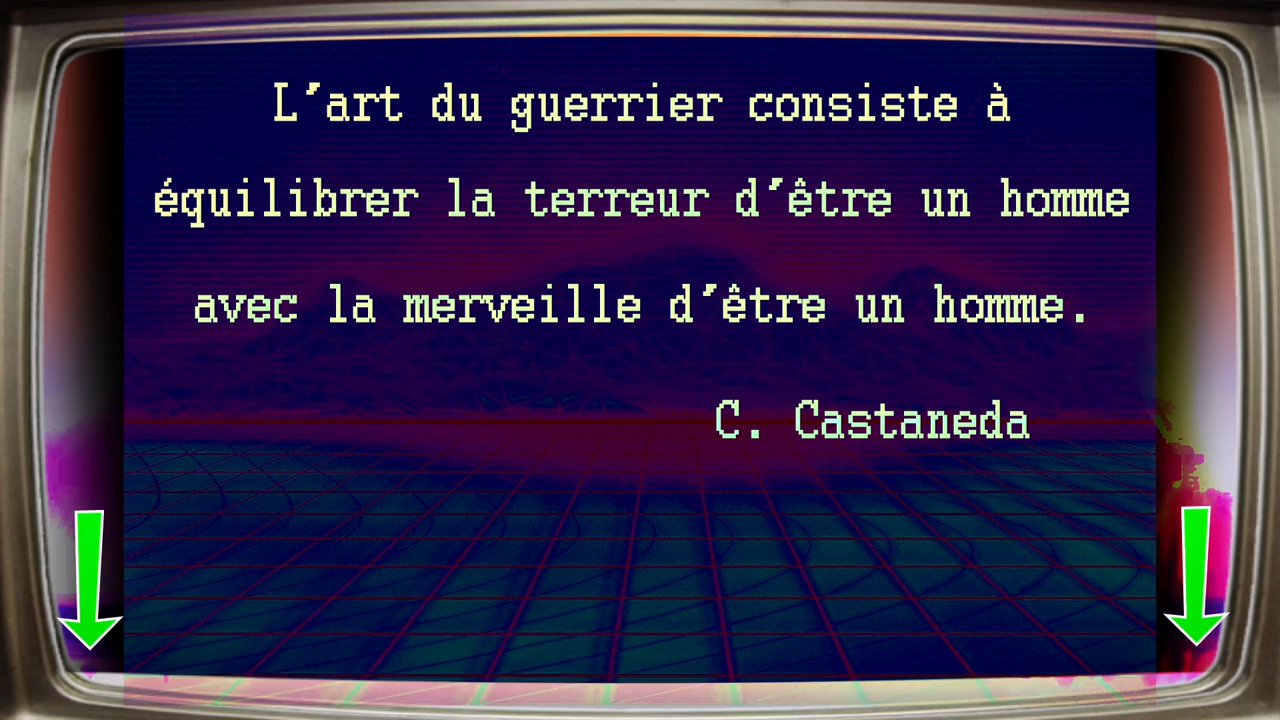 L'art du guerrier consiste à
équilibrer la terreur d'être un homme
avec la merveille d'être un homme.
C. Castaneda